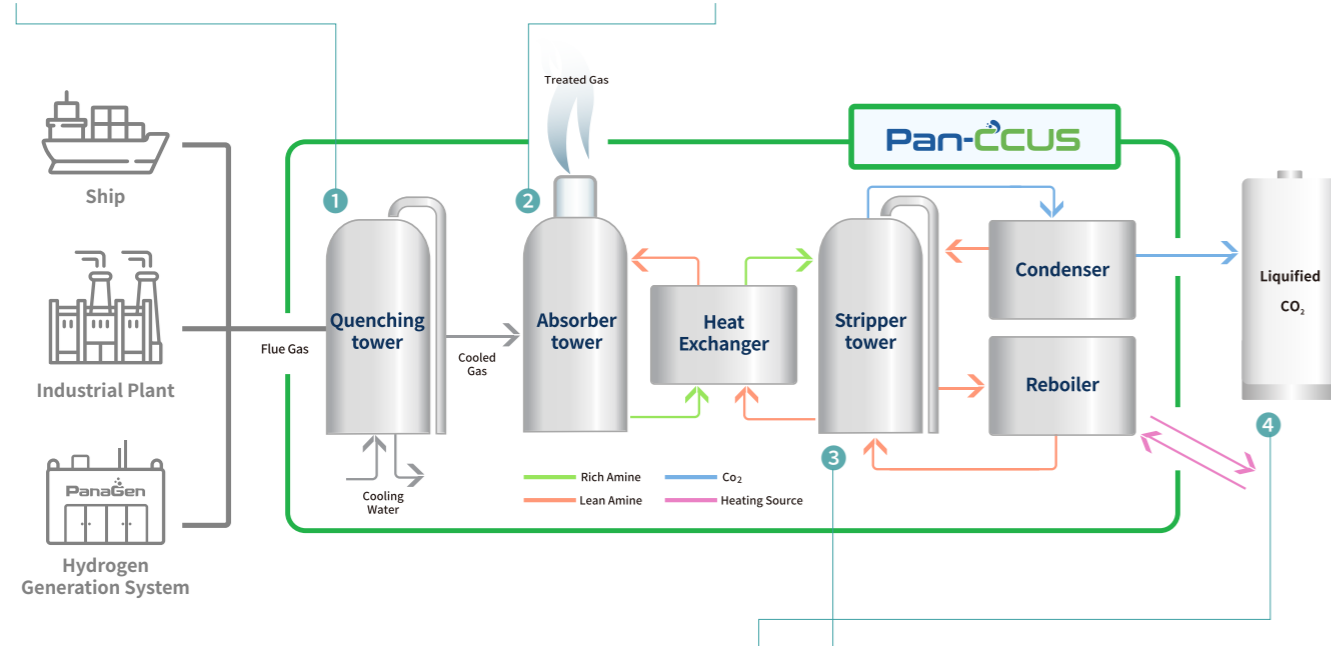 Treated Gas
Pan-CCUS
1
2
Ship
Quenching
tower
Absorber
tower
Heat
Exchanger
Stripper
tower
Condenser
Liquified
CO₂
Flue Gas
Cooled
Gas
Industrial Plant
Reboiler
4
3
PanaGen
Rich Amine
Co₂
Lean Amine
Heating Source
Cooling
Water
Hydrogen
Generation System